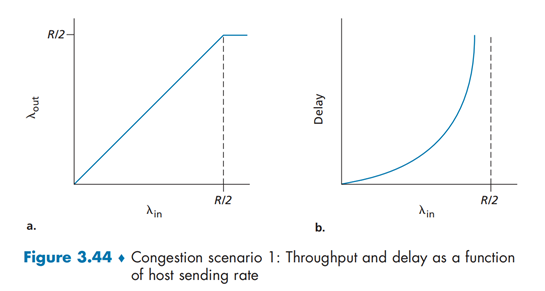 R/2
λout
R/2
λin
a.
Delay
R/2
λin
b.
Figure 3.44 ♦ Congestion scenario 1: Throughput and delay as a function
of host sending rate